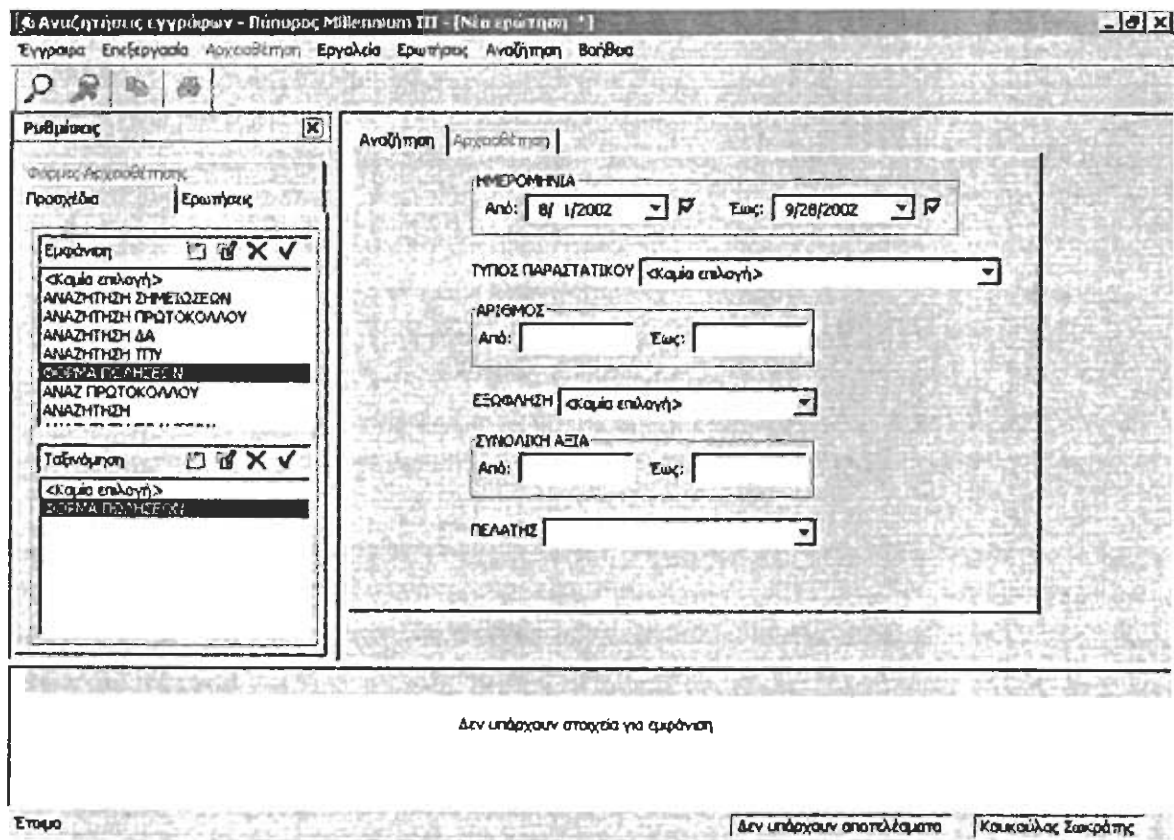 Αναζητήσεις εγγράφων - Πάπυρος Millennium III - [Νέα ερώτηση *]
Έγγραφα Επεξεργασία Αρχειοθέτηση Εργαλεία Ερωτήσεις Αναζήτηση Βοήθεια
Ρυθμίσεις
Φόρμες Αρχειοθέτησης
Προσχέδια Ερωτήσεις
Εμφάνιση
<Καμία επιλογή>
ΑΝΑΖΗΤΗΣΗ ΣΗΜΕΙΩΣΕΩΝ
ΑΝΑΖΗΤΗΣΗ ΠΡΩΤΟΚΟΛΛΟΥ
ΑΝΑΖΗΤΗΣΗ ΔΑ
ΑΝΑΖΗΤΗΣΗ ΤΠΥ
ΦΟΡΜΑ ΠΩΛΗΣΕΩΝ
ΑΝΑΖ ΠΡΩΤΟΚΟΛΛΟΥ
ΑΝΑΖΗΤΗΣΗ
Ταξινόμηση
<Καμία επιλογή>
ΦΟΡΜΑ ΠΩΛΗΣΕΩΝ
Αναζήτηση Αρχειοθέτηση
ΗΜΕΡΟΜΗΝΙΑ
Από: 8/ 1/2002 Έως: 9/28/2002
ΤΥΠΟΣ ΠΑΡΑΣΤΑΤΙΚΟΥ <Καμία επιλογή>
ΑΡΙΘΜΟΣ
Από: Έως:
ΕΞΩΦΛΗΣΗ <Καμία επιλογή>
ΣΥΝΟΛΙΚΗ ΑΞΙΑ
Από: Έως:
ΠΕΛΑΤΗΣ
Δεν υπάρχουν στοιχεία για εμφάνιση
Έτοιμο Δεν υπάρχουν αποτελέσματα Κουκούλας Σωκράτης